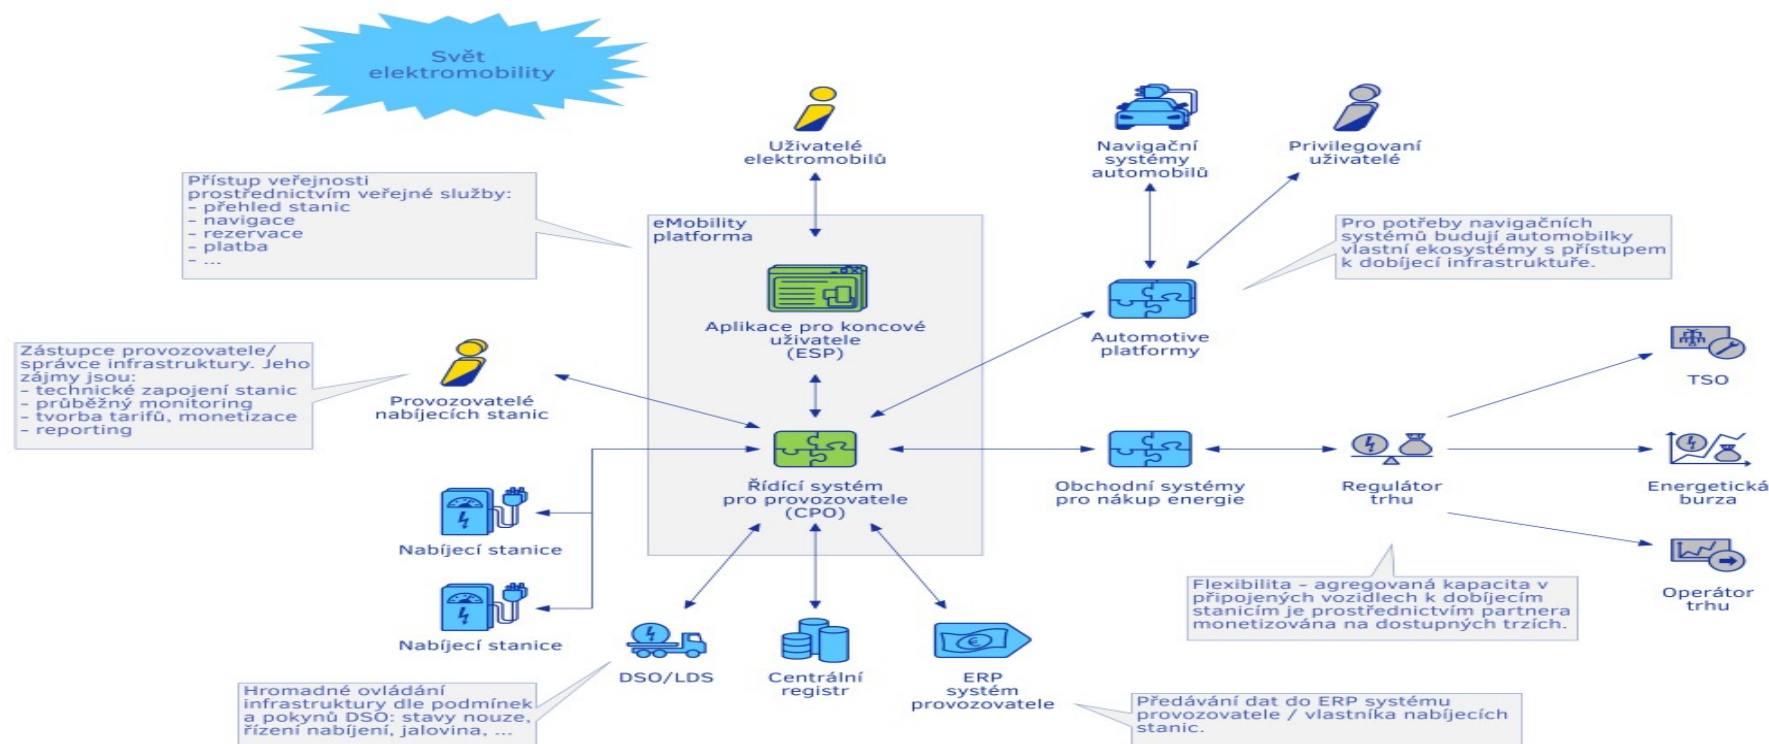 Svět
elektromobility
Uživatelé
elektromobilů
Navigační
systémy
automobilů
Privilegovaní
uživatelé
Přístup veřejnosti
prostřednictvím veřejné služby:
- přehled stanic
- navigace
- rezervace
- platba
- ...
eMobility
platforma
Pro potřeby navigačních
systémů budují automobilky
vlastní ekosystémy s přístupem
k dobíjecí infrastruktuře.
Aplikace pro koncové
uživatele
(ESP)
Automotive
platformy
Zástupce provozovatele/
správce infrastruktury. Jeho
zájmy jsou:
- technické zapojení stanic
- průběžný monitoring
- tvorba tarifů, monetizace
- reporting
Provozovatelé
nabíjecích stanic
TSO
Řídící systém
pro provozovatele
(CPO)
Obchodní systémy
pro nákup energie
Regulátor
trhu
Energetická
burza
Nabíjecí stanice
Nabíjecí stanice
Flexibilita - agregovaná kapacita v
připojených vozidlech k dobíjecím
stanicím je prostřednictvím partnera
monetizována na dostupných trzích.
Operátor
trhu
DSO/LDS
Centrální
registr
ERP
systém
provozovatele
Hromadné ovládání
infrastruktury dle podmínek
a pokynů DSO: stavy nouze,
řízení nabíjení, jalovina, ...
Předávání dat do ERP systému
provozovatele / vlastníka nabíjecích
stanic.